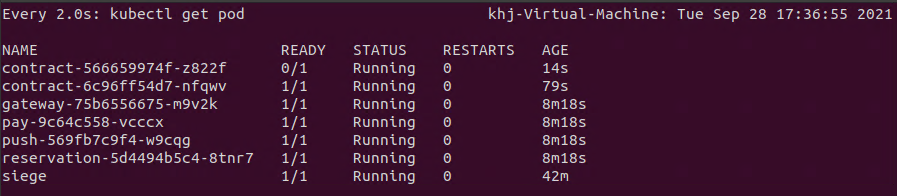 Every 2.0s: kubectl get pod khj-Virtual-Machine: Tue Sep 28 17:36:55 2021
NAME READY STATUS RESTARTS AGE
contract-566659974f-z822f 0/1 Running 0 14s
contract-6c96ff54d7-nfqwv 1/1 Running 0 79s
gateway-75b6556675-m9v2k 1/1 Running 0 8m18s
pay-9c64c558-vcccx 1/1 Running 0 8m18s
push-569fb7c9f4-w9cqg 1/1 Running 0 8m18s
reservation-5d4494b5c4-8tnr7 1/1 Running 0 8m18s
siege 1/1 Running 0 42m